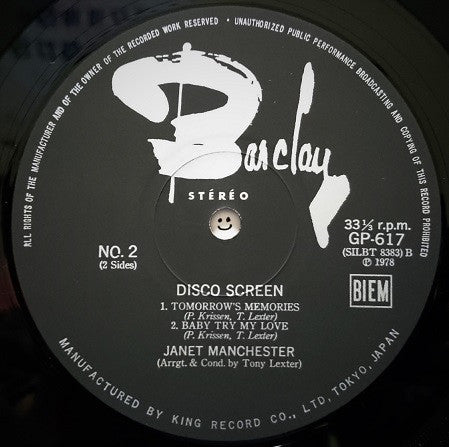 ALL RIGHTS OF THE MANUFACTURER AND OF THE OWNER OF THE RECORDED WORK RESERVED • UNAUTHORIZED PUBLIC PERFORMANCE BROADCASTING AND COPYING OF THIS RECORD PROHIBITED
Barclay
STÉRÉO
33⅓ r.p.m.
GP-617
(SILBT 8383) B
℗ 1978
NO. 2
(2 Sides)
BIEM
DISCO SCREEN
1. TOMORROW'S MEMORIES
(P. Krissen, T. Lexter)
2. BABY TRY MY LOVE
(P. Krissen, T. Lexter)
JANET MANCHESTER
(Arrgt. & Cond. by Tony Lexter)
MANUFACTURED BY KING RECORD CO., LTD. TOKYO, JAPAN